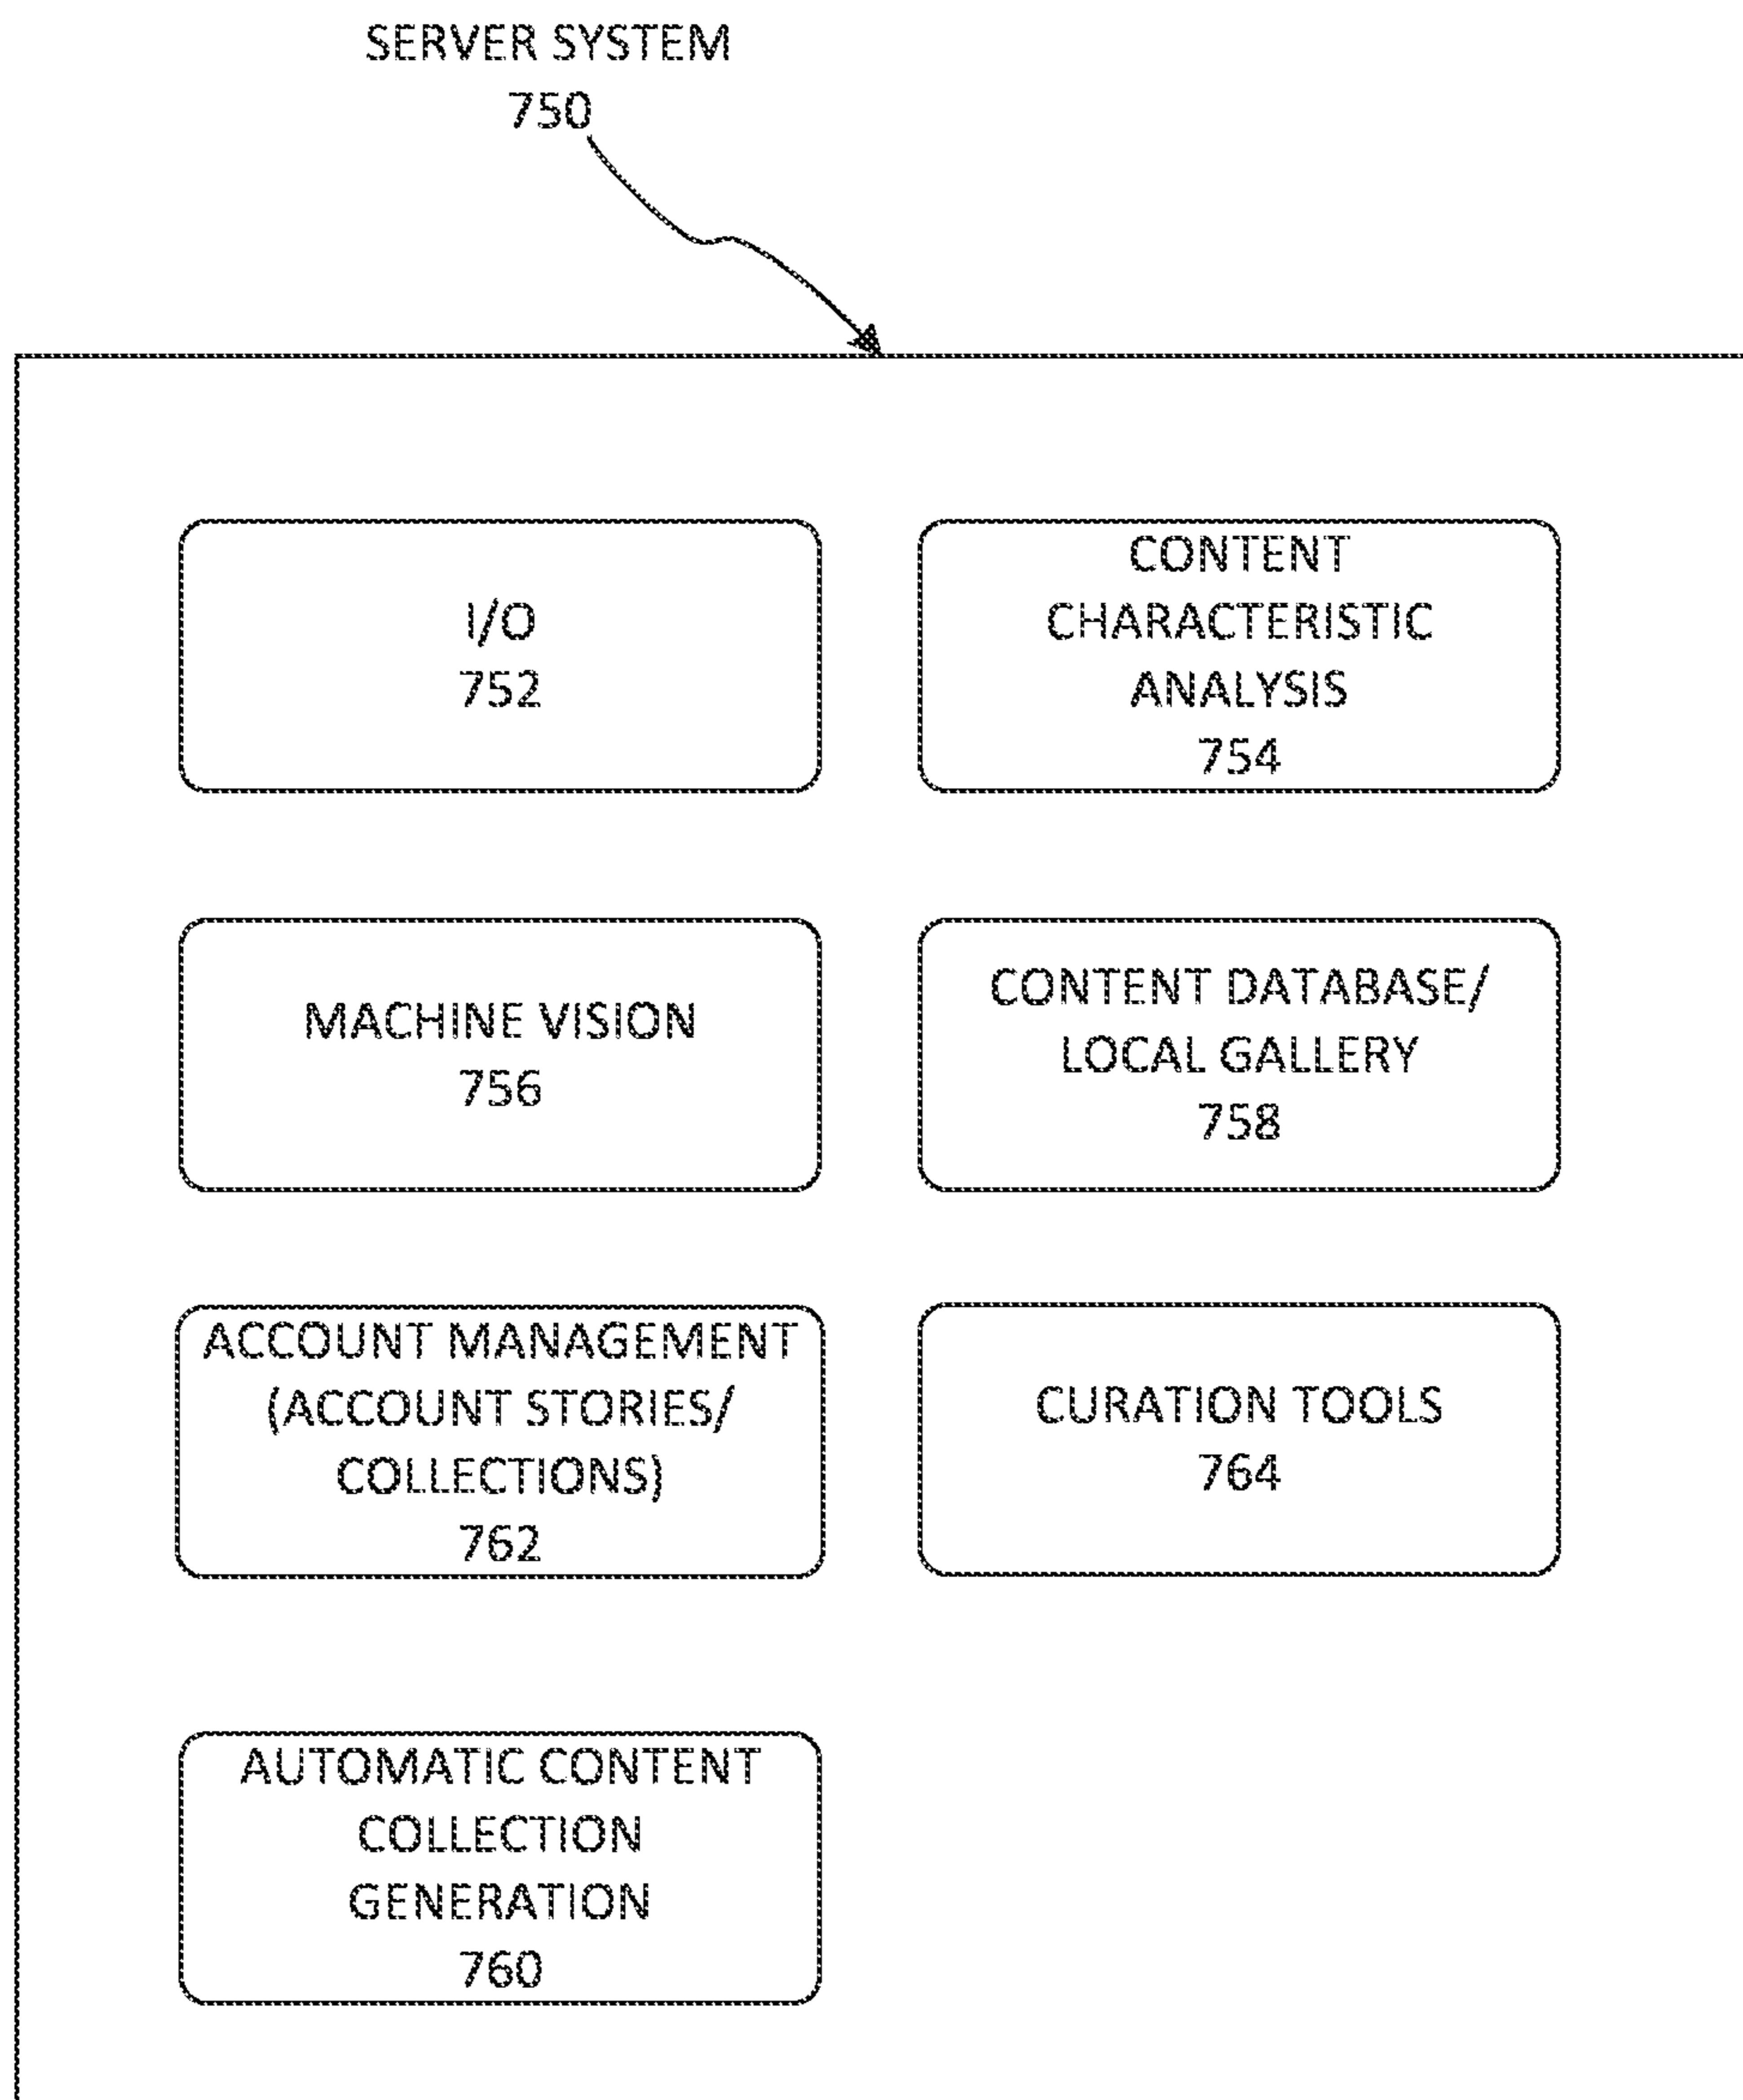 SERVER SYSTEM
750
I/O
752
CONTENT
CHARACTERISTIC
ANALYSIS
754
MACHINE VISION
756
CONTENT DATABASE/
LOCAL GALLERY
758
ACCOUNT MANAGEMENT
(ACCOUNT STORIES/
COLLECTIONS)
762
CURATION TOOLS
764
AUTOMATIC CONTENT
COLLECTION
GENERATION
760